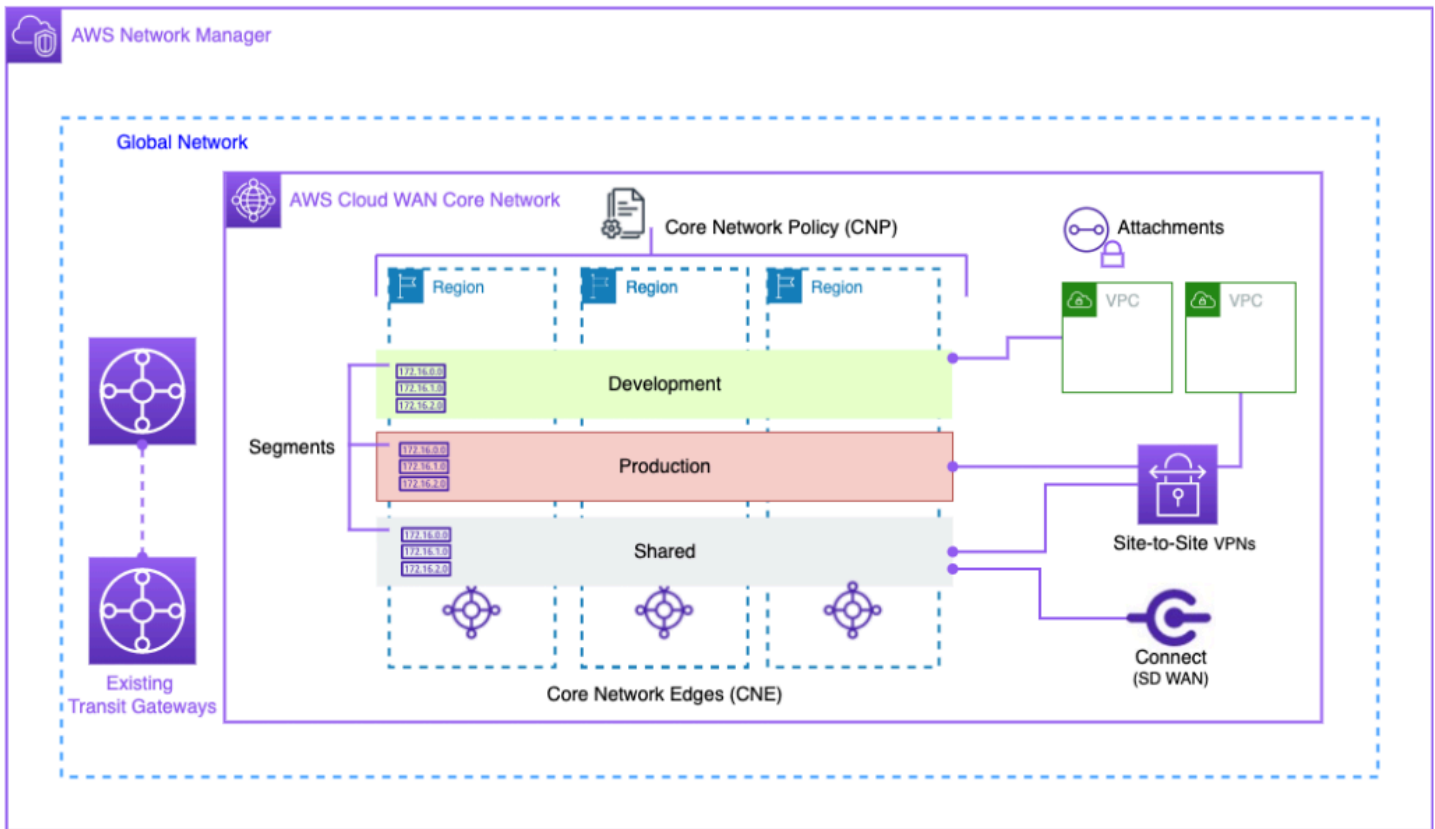 AWS Network Manager
Global Network
AWS Cloud WAN Core Network
Core Network Policy (CNP)
Attachments
Region
Region
Region
VPC
VPC
172.16.0.0
172.16.1.0
172.16.2.0
Development
Segments
172.16.0.0
172.16.1.0
172.16.2.0
Production
172.16.0.0
172.16.1.0
172.16.2.0
Shared
Site-to-Site VPNs
Connect
(SD WAN)
Existing
Transit Gateways
Core Network Edges (CNE)